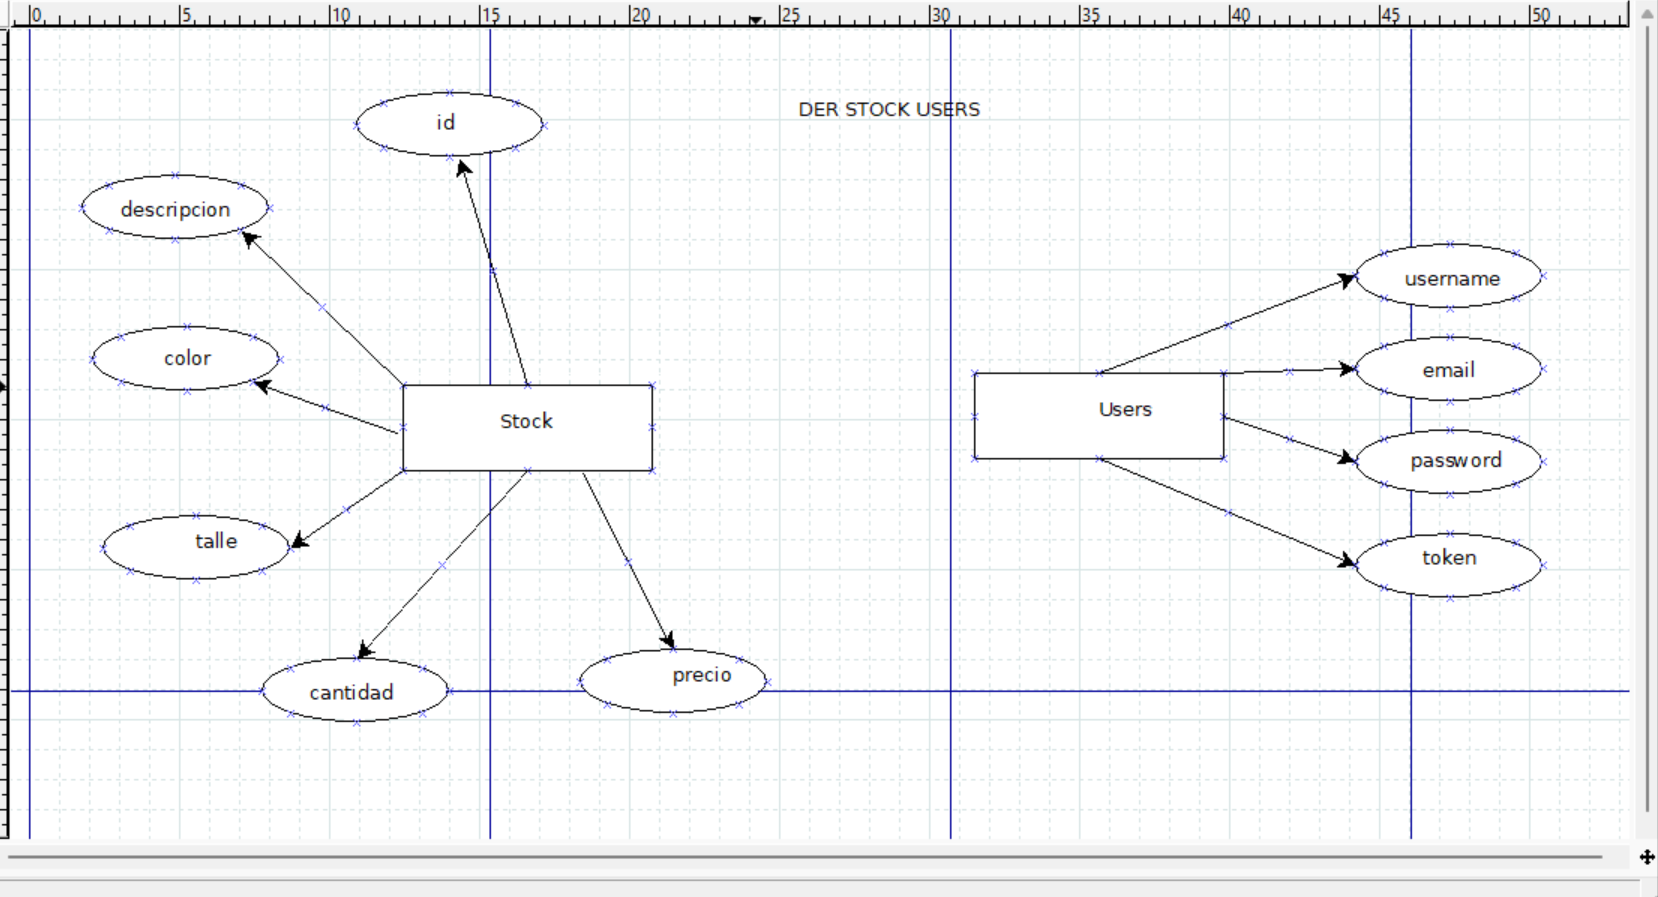 0 5 10 15 20 25 30 35 40 45 50
DER STOCK USERS
id
descripcion
color
Stock
talle
cantidad
precio
Users
username
email
password
token